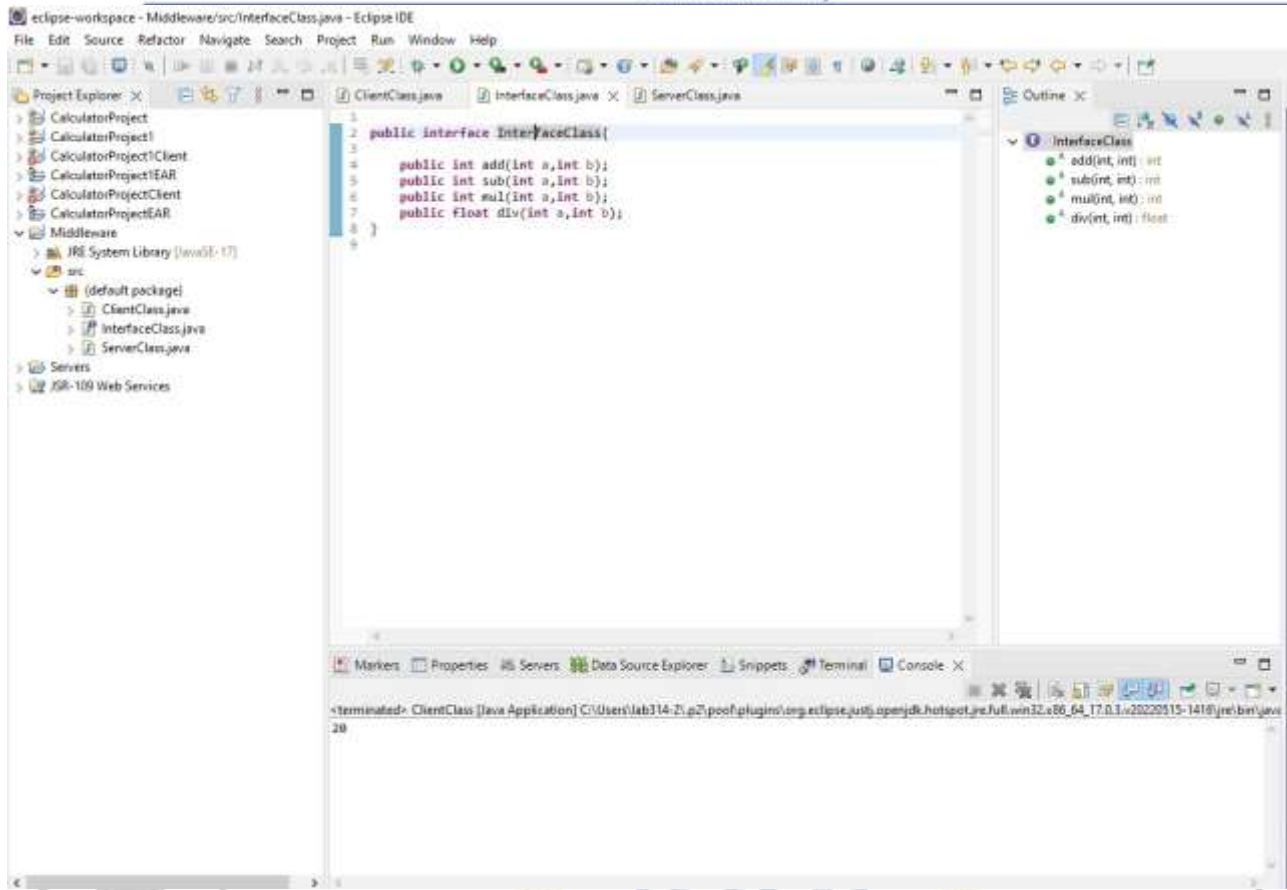 eclipse-workspace - Middleware/src/InterfaceClass.java - Eclipse IDE
File Edit Source Refactor Navigate Search Project Run Window Help
Project Explorer
CalculatorProject
CalculatorProject1
CalculatorProject1Client
CalculatorProject1EAR
CalculatorProjectClient
CalculatorProjectEAR
Middleware
JRE System Library [JavaSE-17]
src
(default package)
ClientClass.java
InterfaceClass.java
ServerClass.java
Servers
JSR-109 Web Services
ClientClass.java InterfaceClass.java ServerClass.java
1
2 public interface InterfaceClass{
3
4 public int add(int a,int b);
5 public int sub(int a,int b);
6 public int mul(int a,int b);
7 public float div(int a,int b);
8 }
9
Outline
InterfaceClass
add(int, int) : int
sub(int, int) : int
mul(int, int) : int
div(int, int) : float
Markers Properties Servers Data Source Explorer Snippets Terminal Console
<terminated> ClientClass [Java Application] C:\Users\lab314-2\.p2\pool\plugins\org.eclipse.justj.openjdk.hotspot.jre.full.win32.x86_64_17.0.3.v20220515-1416\jre\bin\java
20